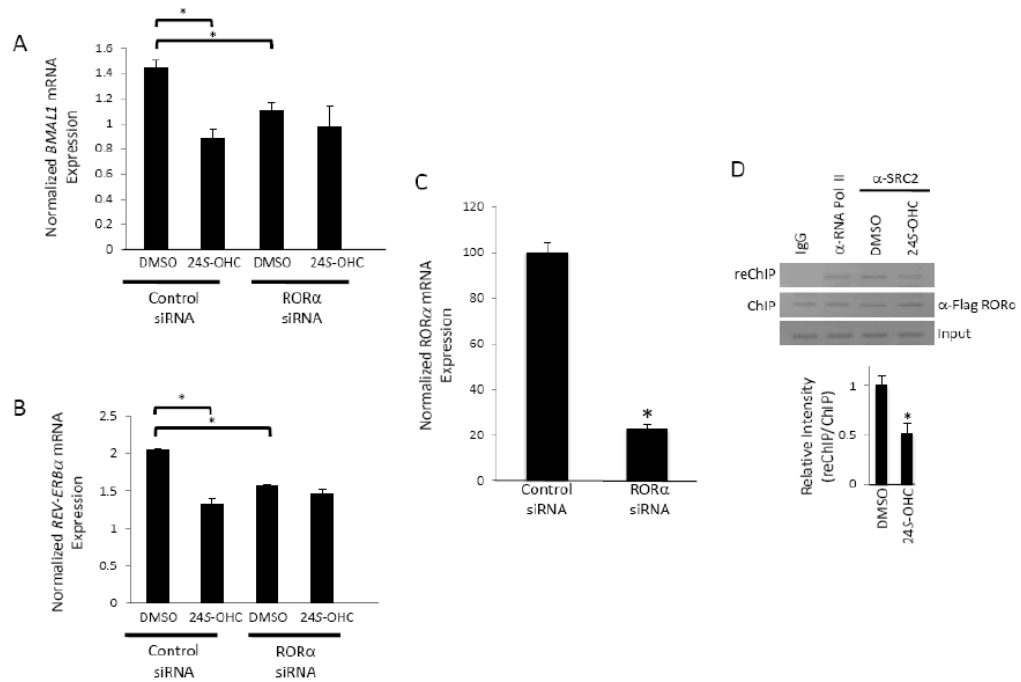 A
*
*
Normalized BMAL1 mRNA
Expression
1.6
1.4
1.2
1
0.8
0.6
0.4
0.2
0
DMSO 24S-OHC DMSO 24S-OHC
Control
siRNA
RORα
siRNA
B
*
*
Normalized REV-ERBα mRNA
Expression
2.5
2
1.5
1
0.5
0
DMSO 24S-OHC DMSO 24S-OHC
Control
siRNA
RORα
siRNA
C
Normalized RORα mRNA
Expression
120
100
80
60
40
20
0
*
Control
siRNA
RORα
siRNA
D
α-SRC2
IgG
α-RNA Pol II
DMSO
24S-OHC
reChIP
ChIP
α-Flag RORα
Input
Relative Intensity
(reChIP/ChIP)
1
0.5
0
*
DMSO
24S-OHC